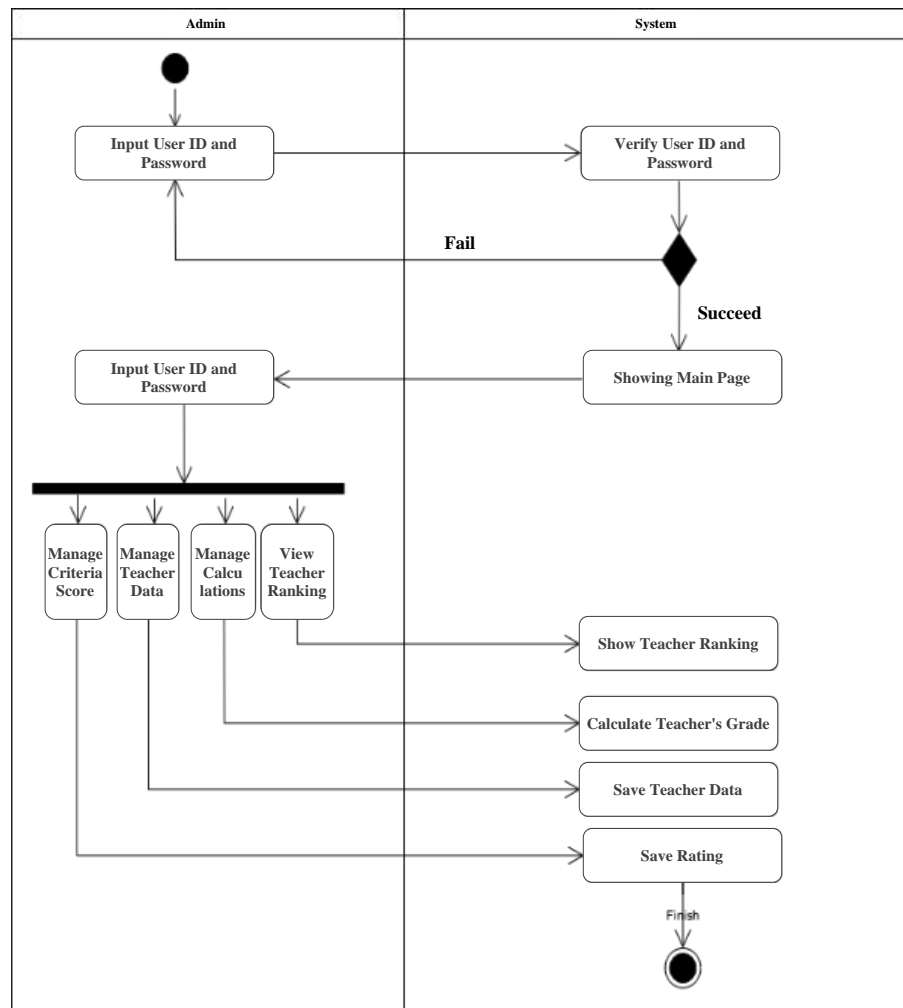 Admin
System
Input User ID and
Password
Verify User ID and
Password
Fail
Succeed
Input User ID and
Password
Showing Main Page
Manage
Criteria
Score
Manage
Teacher
Data
Manage
Calcu
lations
View
Teacher
Ranking
Show Teacher Ranking
Calculate Teacher's Grade
Save Teacher Data
Save Rating
Finish